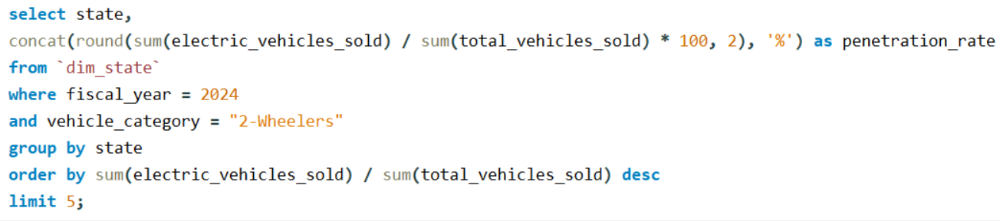 select state,
concat(round(sum(electric_vehicles_sold) / sum(total_vehicles_sold) * 100, 2), '%') as penetration_rate
from `dim_state`
where fiscal_year = 2024
and vehicle_category = "2-Wheelers"
group by state
order by sum(electric_vehicles_sold) / sum(total_vehicles_sold) desc
limit 5;